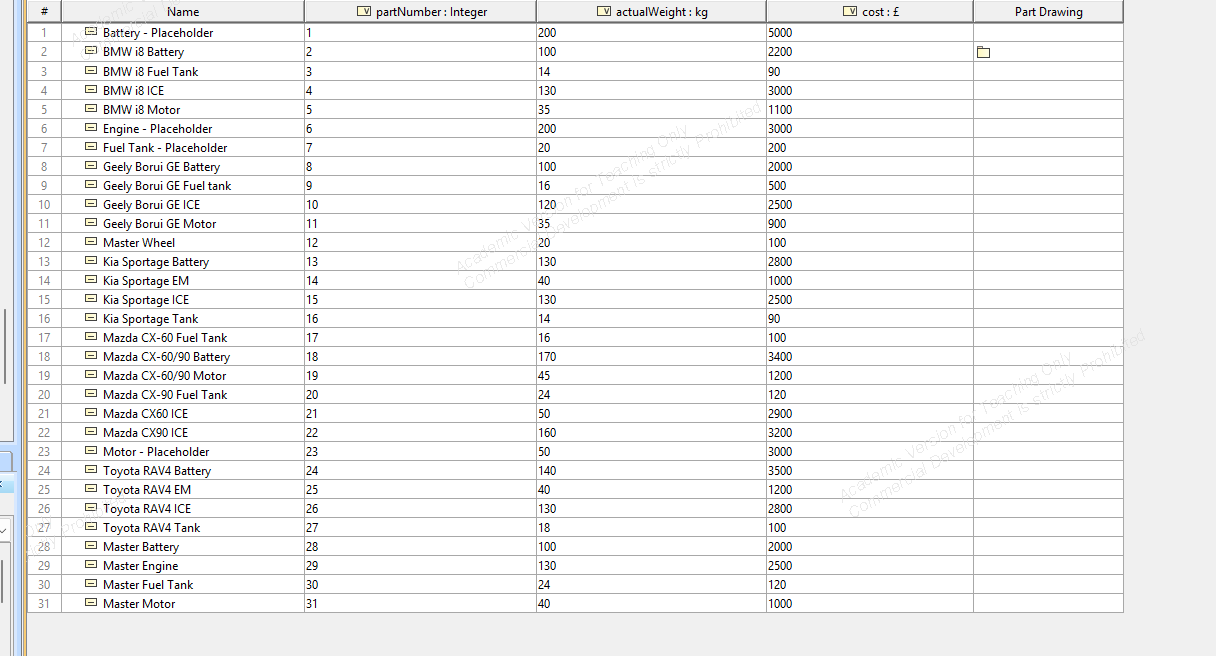 # Name partNumber : Integer actualWeight : kg cost : £ Part Drawing
1 Battery - Placeholder 1 200 5000
2 BMW i8 Battery 2 100 2200
3 BMW i8 Fuel Tank 3 14 90
4 BMW i8 ICE 4 130 3000
5 BMW i8 Motor 5 35 1100
6 Engine - Placeholder 6 200 3000
7 Fuel Tank - Placeholder 7 20 200
8 Geely Borui GE Battery 8 100 2000
9 Geely Borui GE Fuel tank 9 16 500
10 Geely Borui GE ICE 10 120 2500
11 Geely Borui GE Motor 11 35 900
12 Master Wheel 12 20 100
13 Kia Sportage Battery 13 130 2800
14 Kia Sportage EM 14 40 1000
15 Kia Sportage ICE 15 130 2500
16 Kia Sportage Tank 16 14 90
17 Mazda CX-60 Fuel Tank 17 16 100
18 Mazda CX-60/90 Battery 18 170 3400
19 Mazda CX-60/90 Motor 19 45 1200
20 Mazda CX-90 Fuel Tank 20 24 120
21 Mazda CX60 ICE 21 50 2900
22 Mazda CX90 ICE 22 160 3200
23 Motor - Placeholder 23 50 3000
24 Toyota RAV4 Battery 24 140 3500
25 Toyota RAV4 EM 25 40 1200
26 Toyota RAV4 ICE 26 130 2800
27 Toyota RAV4 Tank 27 18 100
28 Master Battery 28 100 2000
29 Master Engine 29 130 2500
30 Master Fuel Tank 30 24 120
31 Master Motor 31 40 1000
Academic Version for Teaching Only
Commercial Development is strictly Prohibited
Academic Version for Teaching Only
Commercial Development is strictly Prohibited